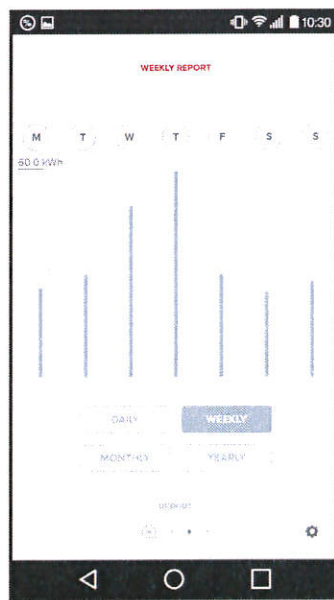 10:30
WEEKLY REPORT
M T W T F S S
60.0 kWh
DAILY WEEKLY
MONTHLY YEARLY